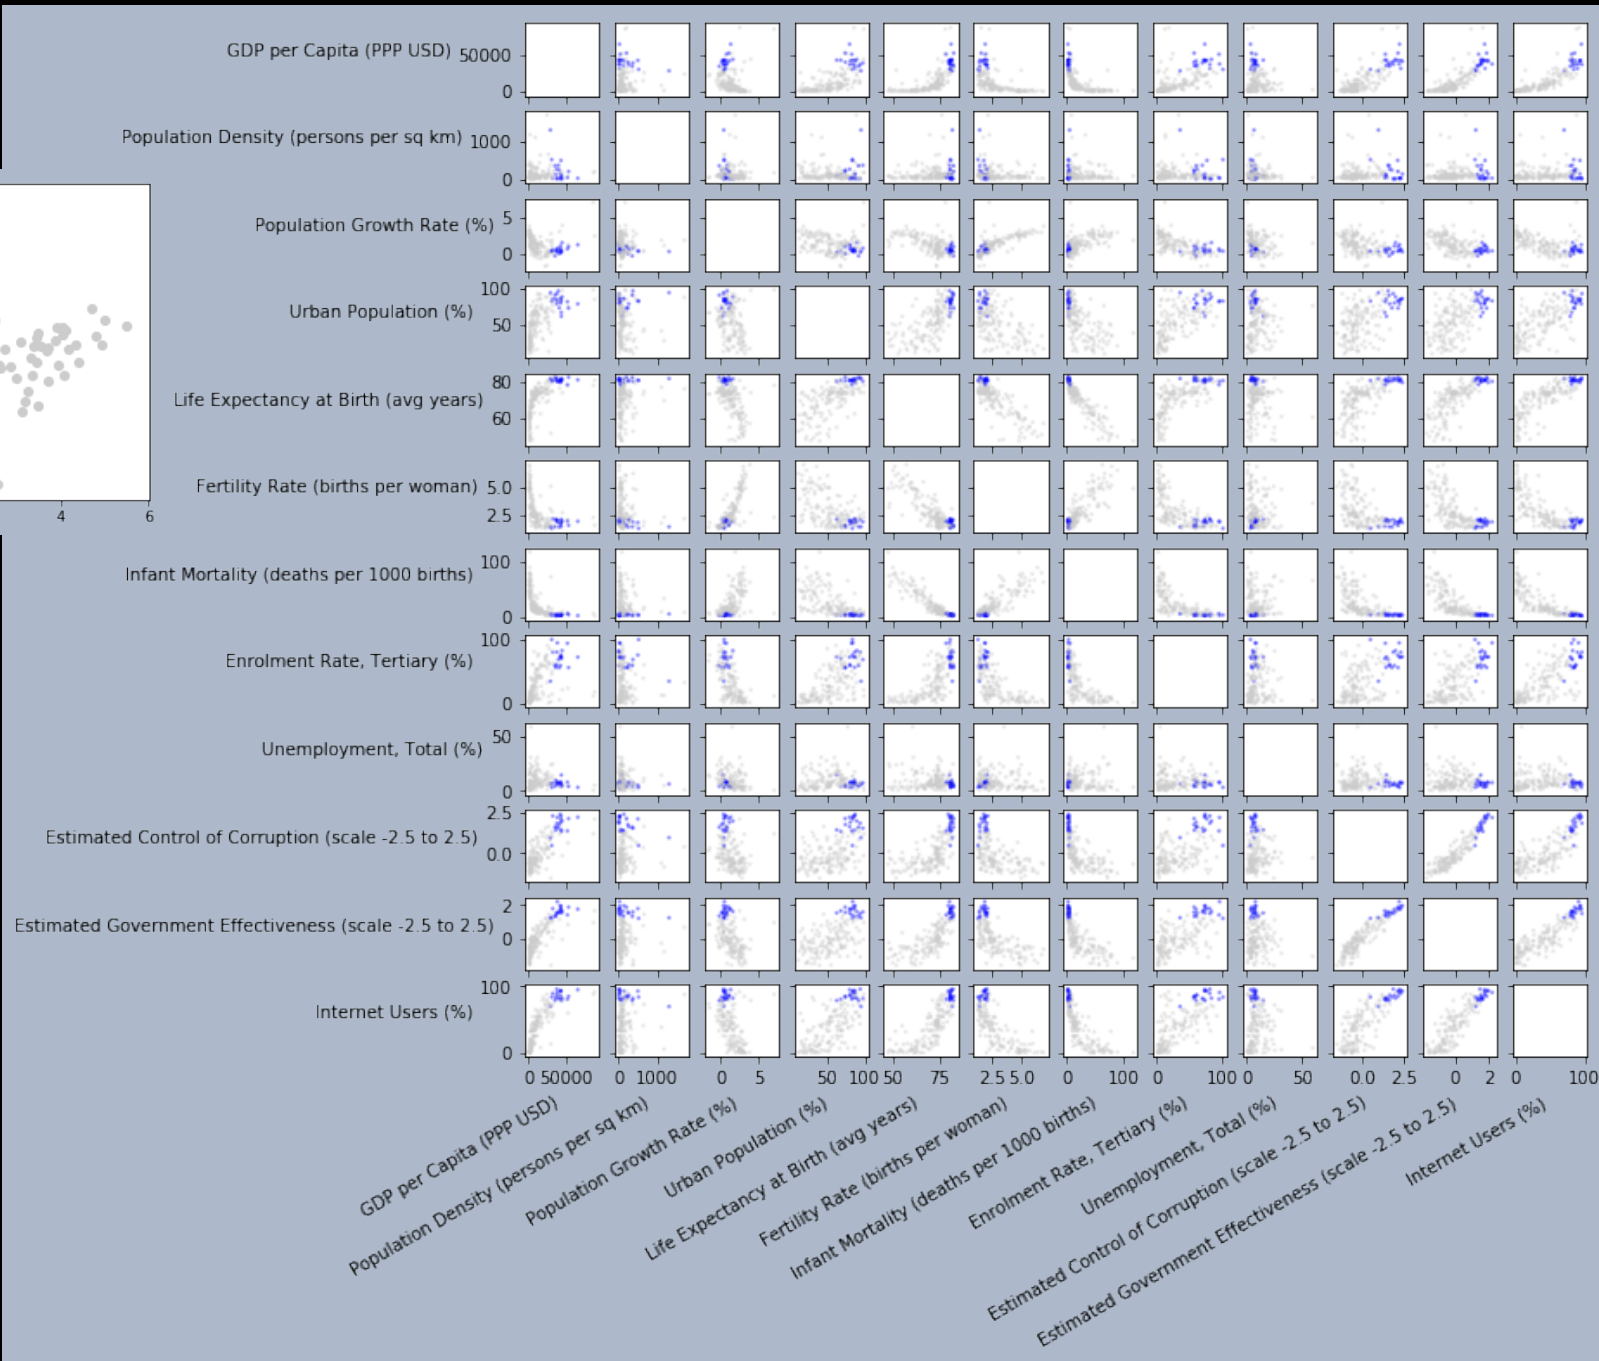 GDP per Capita (PPP USD) 50000
0
Population Density (persons per sq km) 1000
0
Population Growth Rate (%) 5
0
100
Urban Population (%)
50
80
Life Expectancy at Birth (avg years)
60
Fertility Rate (births per woman) 5.0
2.5
4 6
100
Infant Mortality (deaths per 1000 births)
0
100
Enrolment Rate, Tertiary (%)
0
50
Unemployment, Total (%)
0
2.5
Estimated Control of Corruption (scale -2.5 to 2.5)
0.0
2
Estimated Government Effectiveness (scale -2.5 to 2.5)
0
100
Internet Users (%)
0
0 50000 0 1000 0 5 50 100 50 75 2.5 5.0 0 100 0 100 0 50 0.0 2.5 0 2 0 100
GDP per Capita (PPP USD)
Population Density (persons per sq km)
Population Growth Rate (%)
Urban Population (%)
Life Expectancy at Birth (avg years)
Fertility Rate (births per woman)
Infant Mortality (deaths per 1000 births)
Enrolment Rate, Tertiary (%)
Unemployment, Total (%)
Estimated Control of Corruption (scale -2.5 to 2.5)
Estimated Government Effectiveness (scale -2.5 to 2.5)
Internet Users (%)